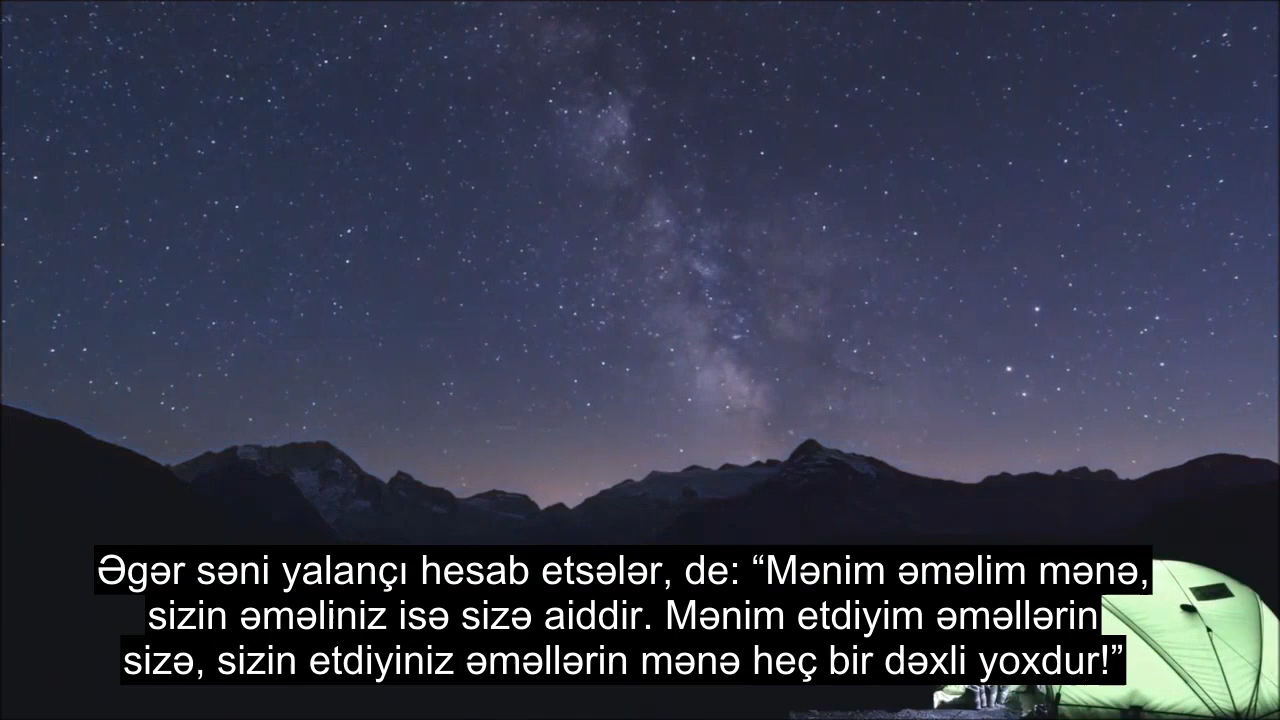 Əgər səni yalançı hesab etsələr, de: “Mənim əməlim mənə,
sizin əməliniz isə sizə aiddir. Mənim etdiyim əməllərin
sizə, sizin etdiyiniz əməllərin mənə heç bir dəxli yoxdur!”